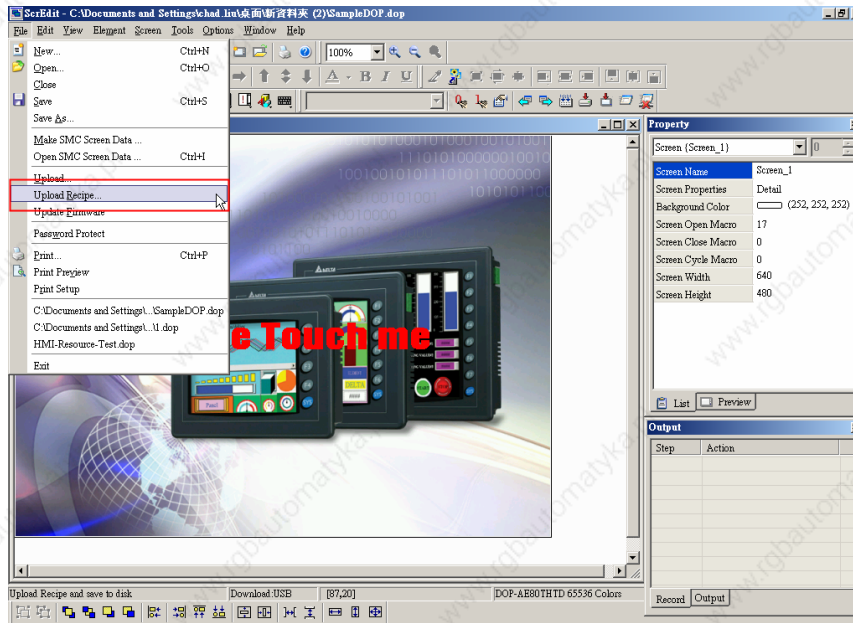 ScrEdit - C:\Documents and Settings\chad.liu\桌面\新資料夾 (2)\SampleDOP.dop
File Edit View Element Screen Tools Options Window Help
New... Ctrl+N
Open... Ctrl+O
Close
Save Ctrl+S
Save As...
Make SMC Screen Data ...
Open SMC Screen Data ... Ctrl+I
Upload...
Upload Recipe...
Update Firmware
Password Protect
Print... Ctrl+P
Print Preview
Print Setup
C:\Documents and Settings\...\SampleDOP.dop
C:\Documents and Settings\...\1.dop
HMI-Resource-Test.dop
Exit
100%
A B I U
e Touch me
Property
Screen {Screen_1} 0
Screen Name Screen_1
Screen Properties Detail
Background Color (252, 252, 252)
Screen Open Macro 17
Screen Close Macro 0
Screen Cycle Macro 0
Screen Width 640
Screen Height 480
List Preview
Output
Step Action
Record Output
Upload Recipe and save to disk Download:USB [87,20] DOP-AE80THTD 65536 Colors
www.rgbautomatyka.pl